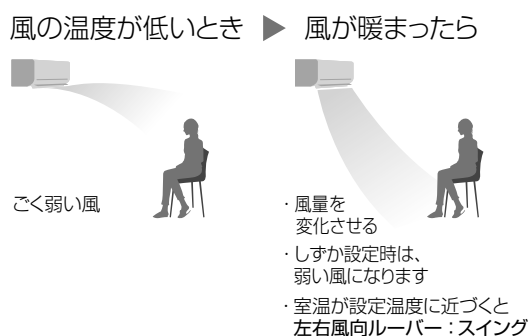 風の温度が低いとき ▶ 風が暖まったら
ごく弱い風
・風量を
変化させる
・しずか設定時は、
弱い風になります
・室温が設定温度に近づくと
左右風向ルーバー：スイング